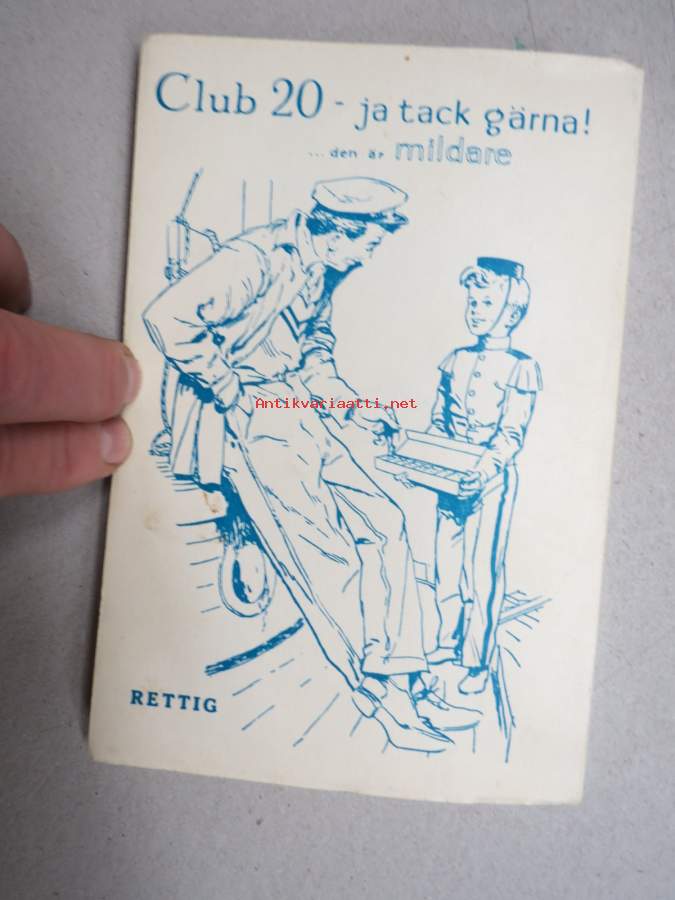 Club 20 - ja tack gärna!
... den är mildare
Antikvariaatti.net
RETTIG